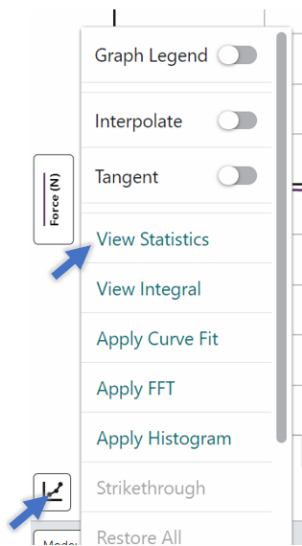 Graph Legend
Interpolate
Tangent
Force (N)
View Statistics
View Integral
Apply Curve Fit
Apply FFT
Apply Histogram
Strikethrough
Restore All